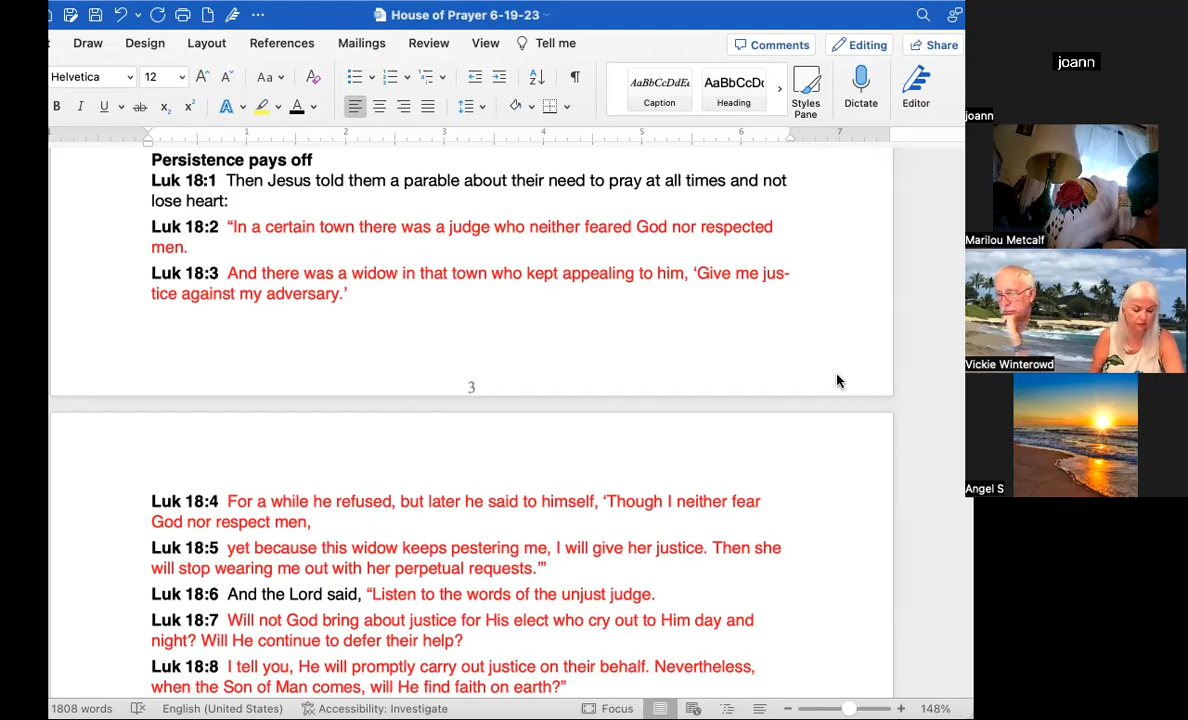 House of Prayer 6-19-23
Draw Design Layout References Mailings Review View Tell me Comments Editing Share
Helvetica 12 Aa AaBbCcDdEe AaBbCcDc
B I U ab x₂ x² A A Caption Heading Styles Pane Dictate Editor
1 2 3 4 5 6 7
Persistence pays off
Luk 18:1 Then Jesus told them a parable about their need to pray at all times and not
lose heart:
Luk 18:2 “In a certain town there was a judge who neither feared God nor respected
men.
Luk 18:3 And there was a widow in that town who kept appealing to him, ‘Give me jus-
tice against my adversary.’
3
Luk 18:4 For a while he refused, but later he said to himself, ‘Though I neither fear
God nor respect men,
Luk 18:5 yet because this widow keeps pestering me, I will give her justice. Then she
will stop wearing me out with her perpetual requests.’”
Luk 18:6 And the Lord said, “Listen to the words of the unjust judge.
Luk 18:7 Will not God bring about justice for His elect who cry out to Him day and
night? Will He continue to defer their help?
Luk 18:8 I tell you, He will promptly carry out justice on their behalf. Nevertheless,
when the Son of Man comes, will He find faith on earth?”
1808 words English (United States) Accessibility: Investigate Focus 148%
joann
joann
Marilou Metcalf
Vickie Winterowd
Angel S